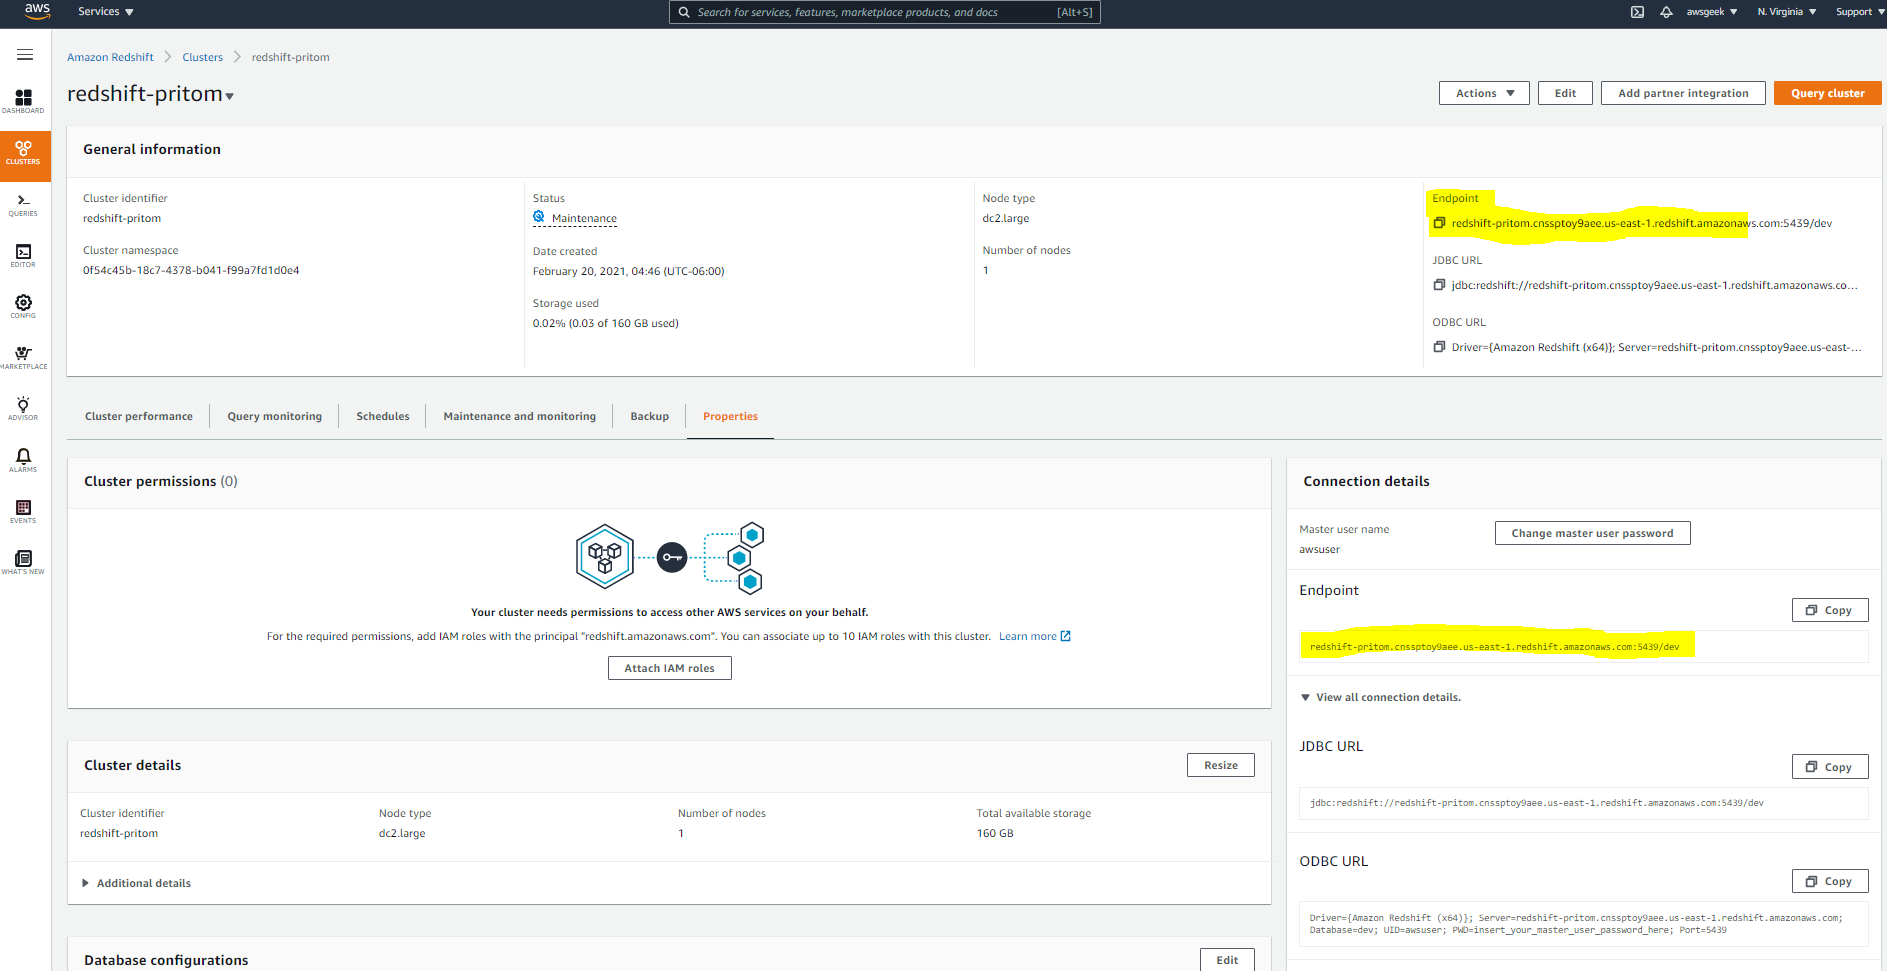 aws
Services
Search for services, features, marketplace products, and docs
[Alt+S]
awsgeek
N. Virginia
Support
Amazon Redshift
Clusters
redshift-pritom
redshift-pritom
Actions
Edit
Add partner integration
Query cluster
DASHBOARD
CLUSTERS
QUERIES
EDITOR
CONFIG
MARKETPLACE
ADVISOR
ALARMS
EVENTS
WHAT'S NEW
General information
Cluster identifier
redshift-pritom
Cluster namespace
0f54c45b-18c7-4378-b041-f99a7fd1d0e4
Status
Maintenance
Date created
February 20, 2021, 04:46 (UTC-06:00)
Storage used
0.02% (0.03 of 160 GB used)
Node type
dc2.large
Number of nodes
1
Endpoint
redshift-pritom.cnssptoy9aee.us-east-1.redshift.amazonaws.com:5439/dev
JDBC URL
jdbc:redshift://redshift-pritom.cnssptoy9aee.us-east-1.redshift.amazonaws.co...
ODBC URL
Driver={Amazon Redshift (x64)}; Server=redshift-pritom.cnssptoy9aee.us-east-...
Cluster performance
Query monitoring
Schedules
Maintenance and monitoring
Backup
Properties
Cluster permissions (0)
Your cluster needs permissions to access other AWS services on your behalf.
For the required permissions, add IAM roles with the principal "redshift.amazonaws.com". You can associate up to 10 IAM roles with this cluster. Learn more
Attach IAM roles
Cluster details
Resize
Cluster identifier
redshift-pritom
Node type
dc2.large
Number of nodes
1
Total available storage
160 GB
Additional details
Database configurations
Edit
Connection details
Master user name
awsuser
Change master user password
Endpoint
Copy
redshift-pritom.cnssptoy9aee.us-east-1.redshift.amazonaws.com:5439/dev
View all connection details.
JDBC URL
Copy
jdbc:redshift://redshift-pritom.cnssptoy9aee.us-east-1.redshift.amazonaws.com:5439/dev
ODBC URL
Copy
Driver={Amazon Redshift (x64)}; Server=redshift-pritom.cnssptoy9aee.us-east-1.redshift.amazonaws.com;
Database=dev; UID=awsuser; PWD=insert_your_master_user_password_here; Port=5439